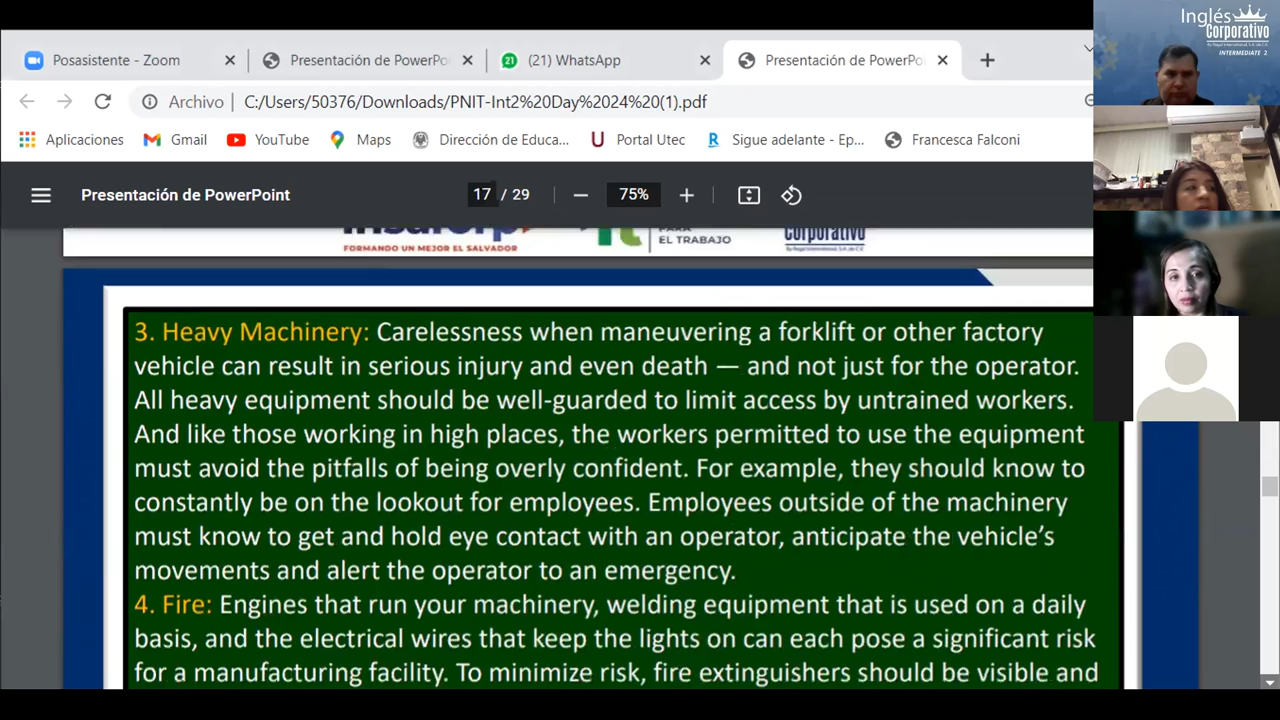 Posasistente - Zoom
Presentación de PowerPo
(21) WhatsApp
Presentación de PowerPo
Archivo
C:/Users/50376/Downloads/PNIT-Int2%20Day%2024%20(1).pdf
Aplicaciones
Gmail
YouTube
Maps
Dirección de Educa...
Portal Utec
Sigue adelante - Ep...
Francesca Falconi
Presentación de PowerPoint
17 / 29
75%
FORMANDO UN MEJOR EL SALVADOR
PARA
EL TRABAJO
Corporativo
3. Heavy Machinery: Carelessness when maneuvering a forklift or other factory
vehicle can result in serious injury and even death — and not just for the operator.
All heavy equipment should be well-guarded to limit access by untrained workers.
And like those working in high places, the workers permitted to use the equipment
must avoid the pitfalls of being overly confident. For example, they should know to
constantly be on the lookout for employees. Employees outside of the machinery
must know to get and hold eye contact with an operator, anticipate the vehicle's
movements and alert the operator to an emergency.
4. Fire: Engines that run your machinery, welding equipment that is used on a daily
basis, and the electrical wires that keep the lights on can each pose a significant risk
for a manufacturing facility. To minimize risk, fire extinguishers should be visible and
Inglés
Corporativo
INTERMEDIATE 2